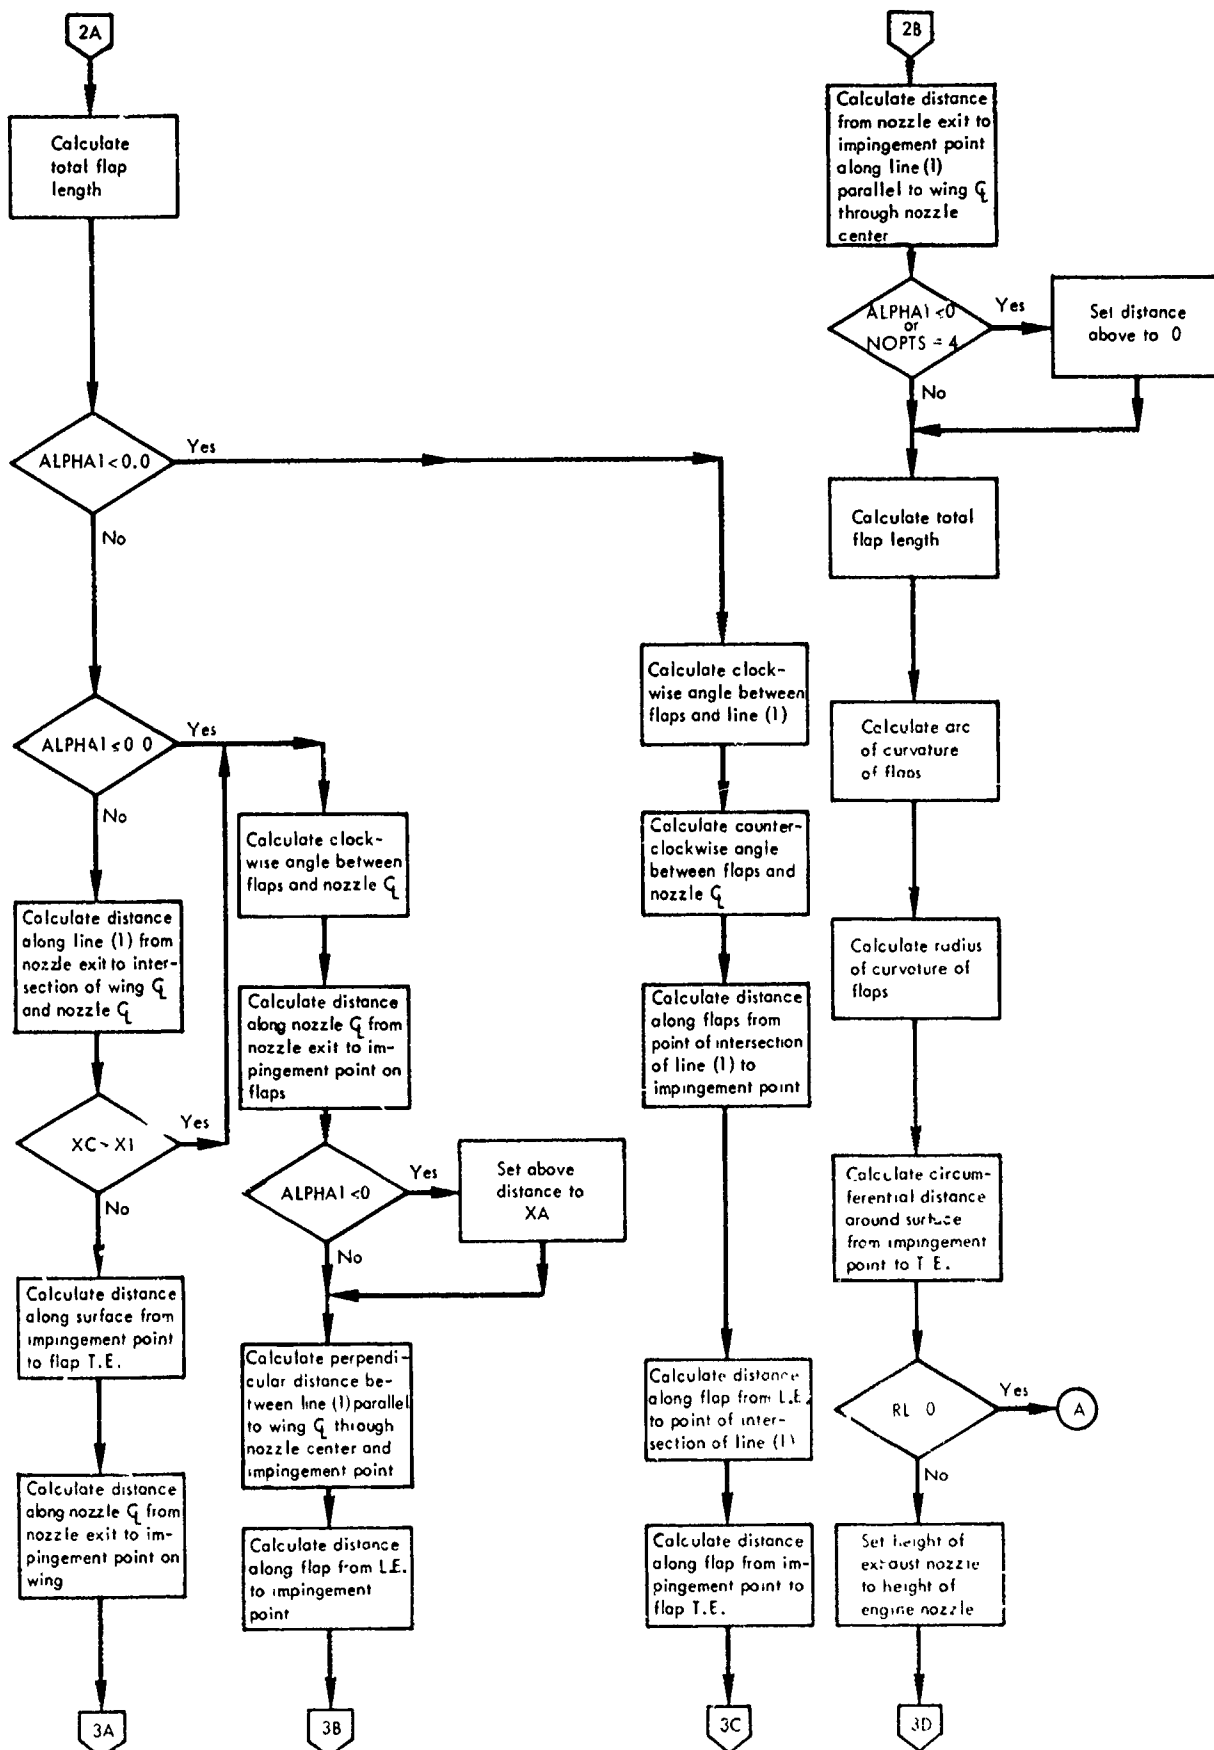 2A
Calculate
total flap
length
ALPHA1<0.0
Yes
No
ALPHA1≤0 0
Yes
No
Calculate distance
along line (1) from
nozzle exit to inter-
section of wing ℄
and nozzle ℄
XC~X1
Yes
No
Calculate distance
along surface from
impingement point
to flap T.E.
Calculate distance
along nozzle ℄ from
nozzle exit to im-
pingement point on
wing
3A
Calculate clock-
wise angle between
flaps and nozzle ℄
Calculate distance
along nozzle ℄ from
nozzle exit to im-
pingement point on
flaps
ALPHA1<0
Yes
No
Set above
distance to
XA
Calculate perpendi-
cular distance be-
tween line (1) parallel
to wing ℄ through
nozzle center and
impingement point
Calculate distance
along flap from L.E.
to impingement
point
3B
Calculate clock-
wise angle between
flaps and line (1)
Calculate counter-
clockwise angle
between flaps and
nozzle ℄
Calculate distance
along flaps from
point of intersection
of line (1) to
impingement point
Calculate distance
along flap from L.E.
to point of inter-
section of line (1)
Calculate distance
along flap from im-
pingement point to
flap T.E.
3C
2B
Calculate distance
from nozzle exit to
impingement point
along line (1)
parallel to wing ℄
through nozzle
center
ALPHA1<0
or
NOPTS = 4
Yes
No
Set distance
above to 0
Calculate total
flap length
Calculate arc
of curvature
of flaps
Calculate radius
of curvature of
flaps
Calculate circum-
ferential distance
around surface
from impingement
point to T E.
RL 0
Yes
A
No
Set height of
exhaust nozzle
to height of
engine nozzle
3D